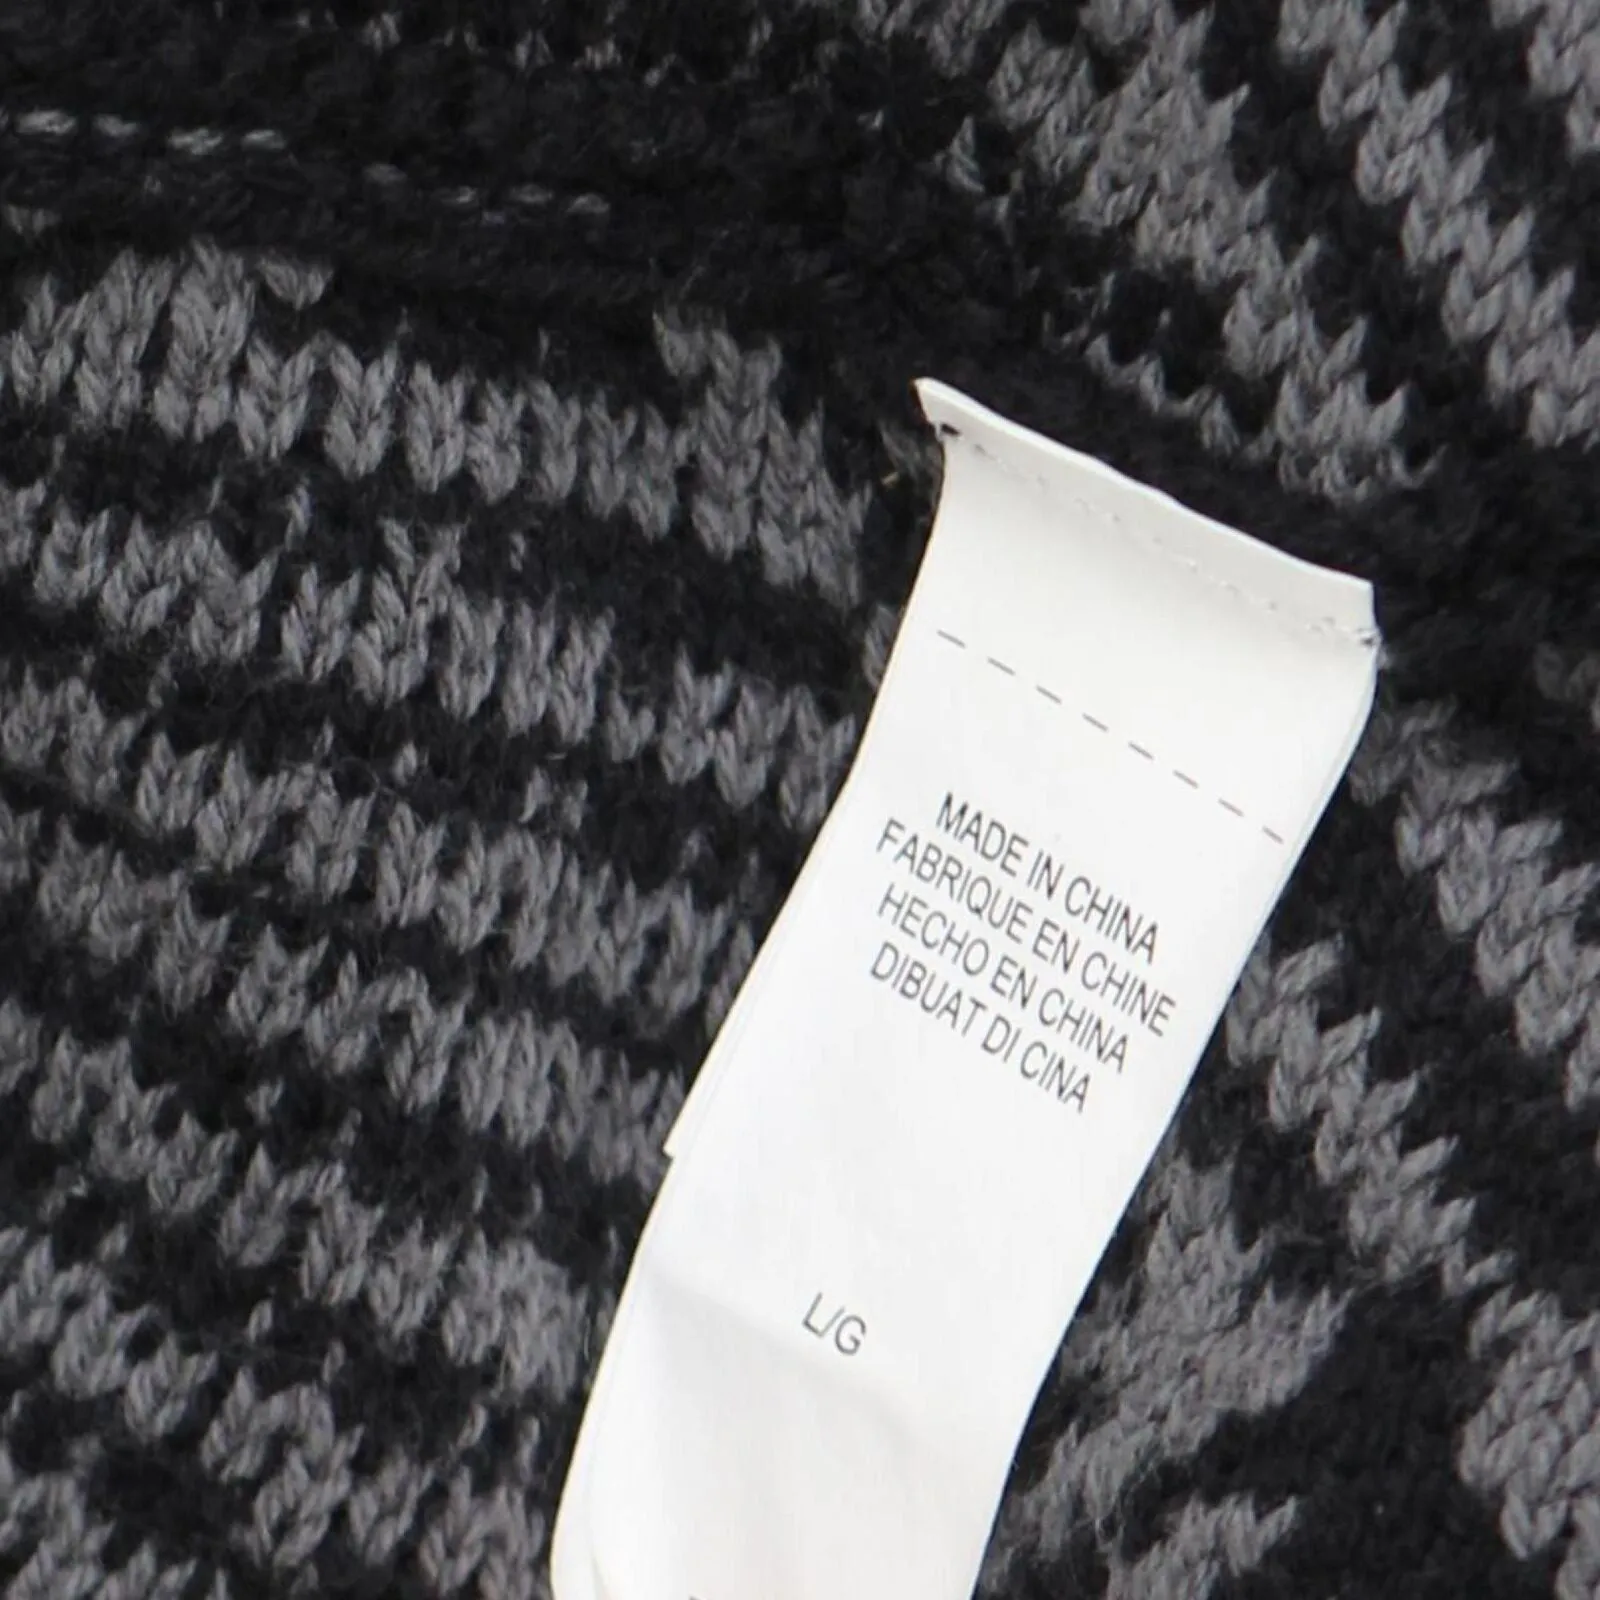 MADE IN CHINA
FABRIQUE EN CHINE
HECHO EN CHINA
DIBUAT DI CINA
L/G